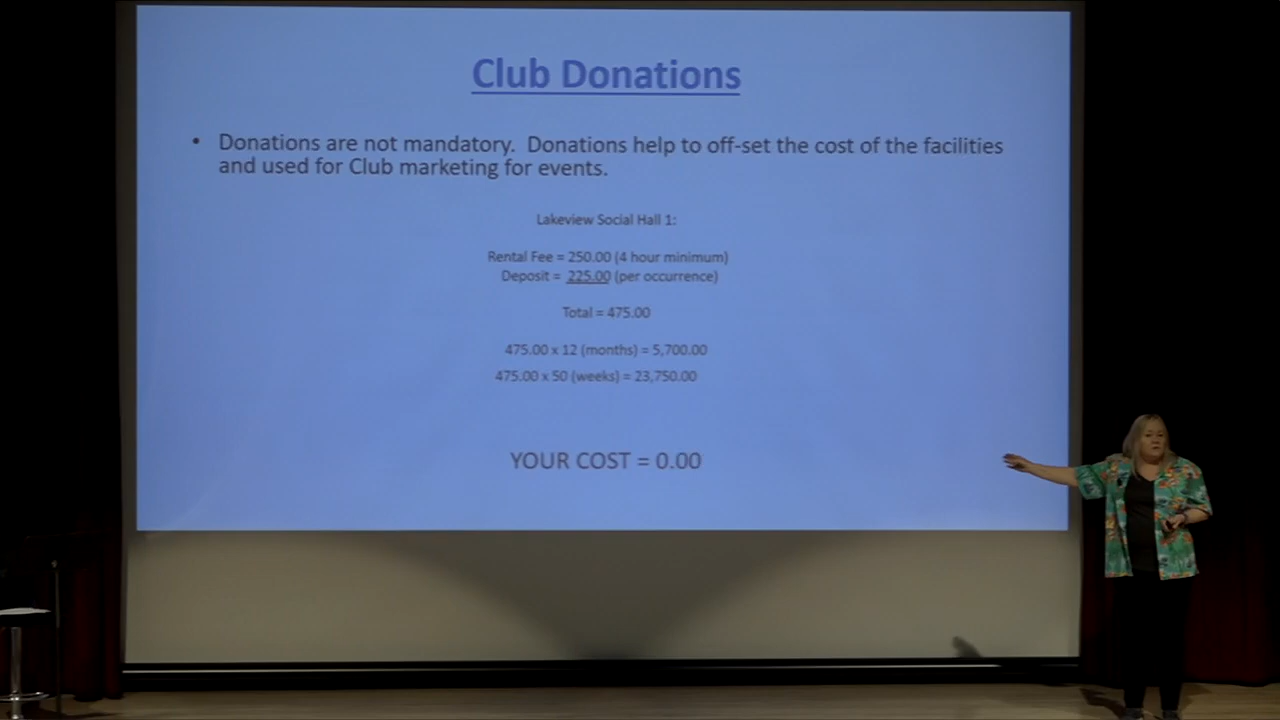 Club Donations
• Donations are not mandatory.  Donations help to off-set the cost of the facilities
and used for Club marketing for events.
Lakeview Social Hall 1:
Rental Fee = 250.00 (4 hour minimum)
Deposit = 225.00 (per occurrence)
Total = 475.00
475.00 x 12 (months) = 5,700.00
475.00 x 50 (weeks) = 23,750.00
YOUR COST = 0.00